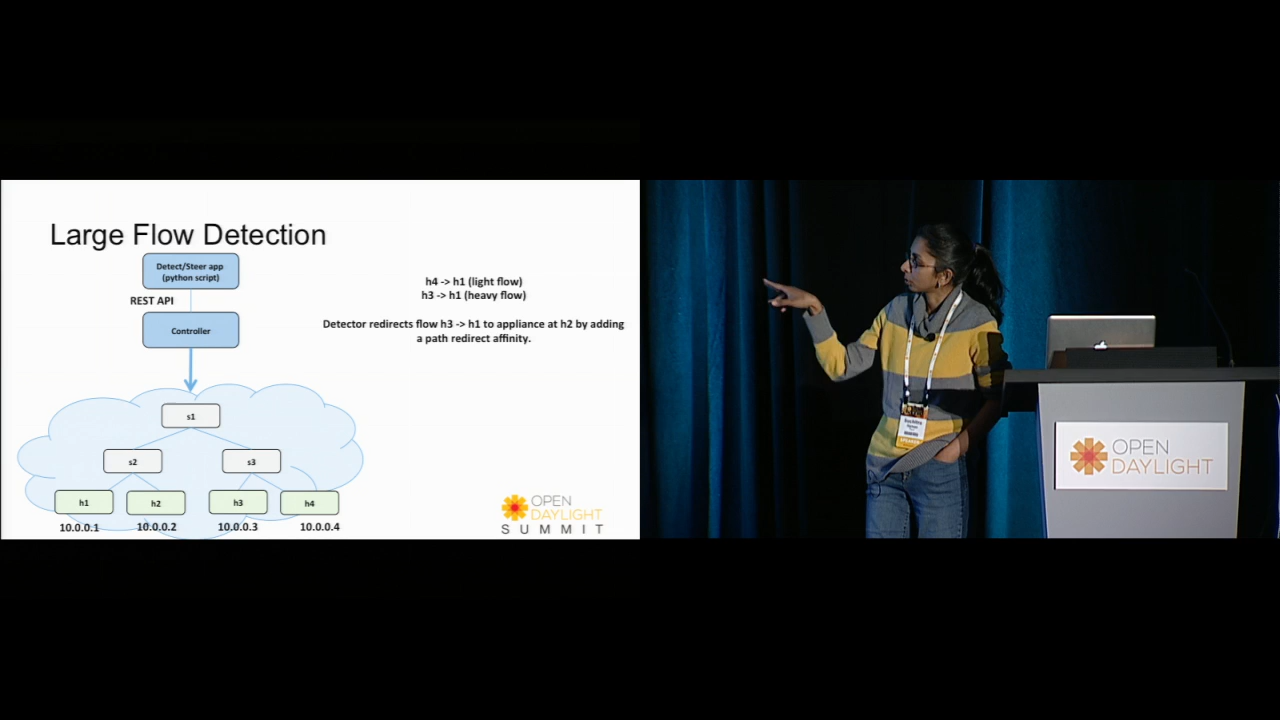 Large Flow Detection
Detect/Steer app
(python script)
REST API
Controller
h4 -> h1 (light flow)
h3 -> h1 (heavy flow)
Detector redirects flow h3 -> h1 to appliance at h2 by adding
a path redirect affinity.
s1
s2
s3
h1
h2
h3
h4
10.0.0.1
10.0.0.2
10.0.0.3
10.0.0.4
OPEN
DAYLIGHT
SUMMIT
OPEN
DAYLIGHT
SPEAKER